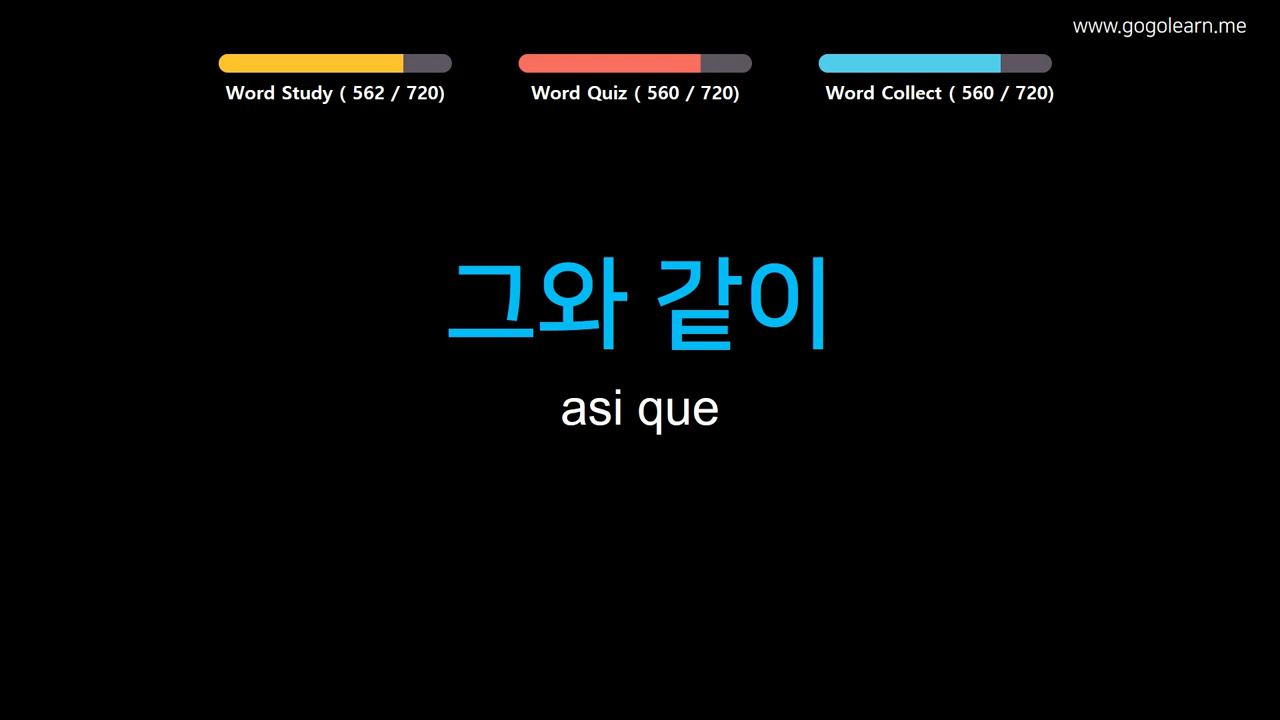 www.gogolearn.me
Word Study ( 562 / 720)
Word Quiz ( 560 / 720)
Word Collect ( 560 / 720)
그와 같이
asi que